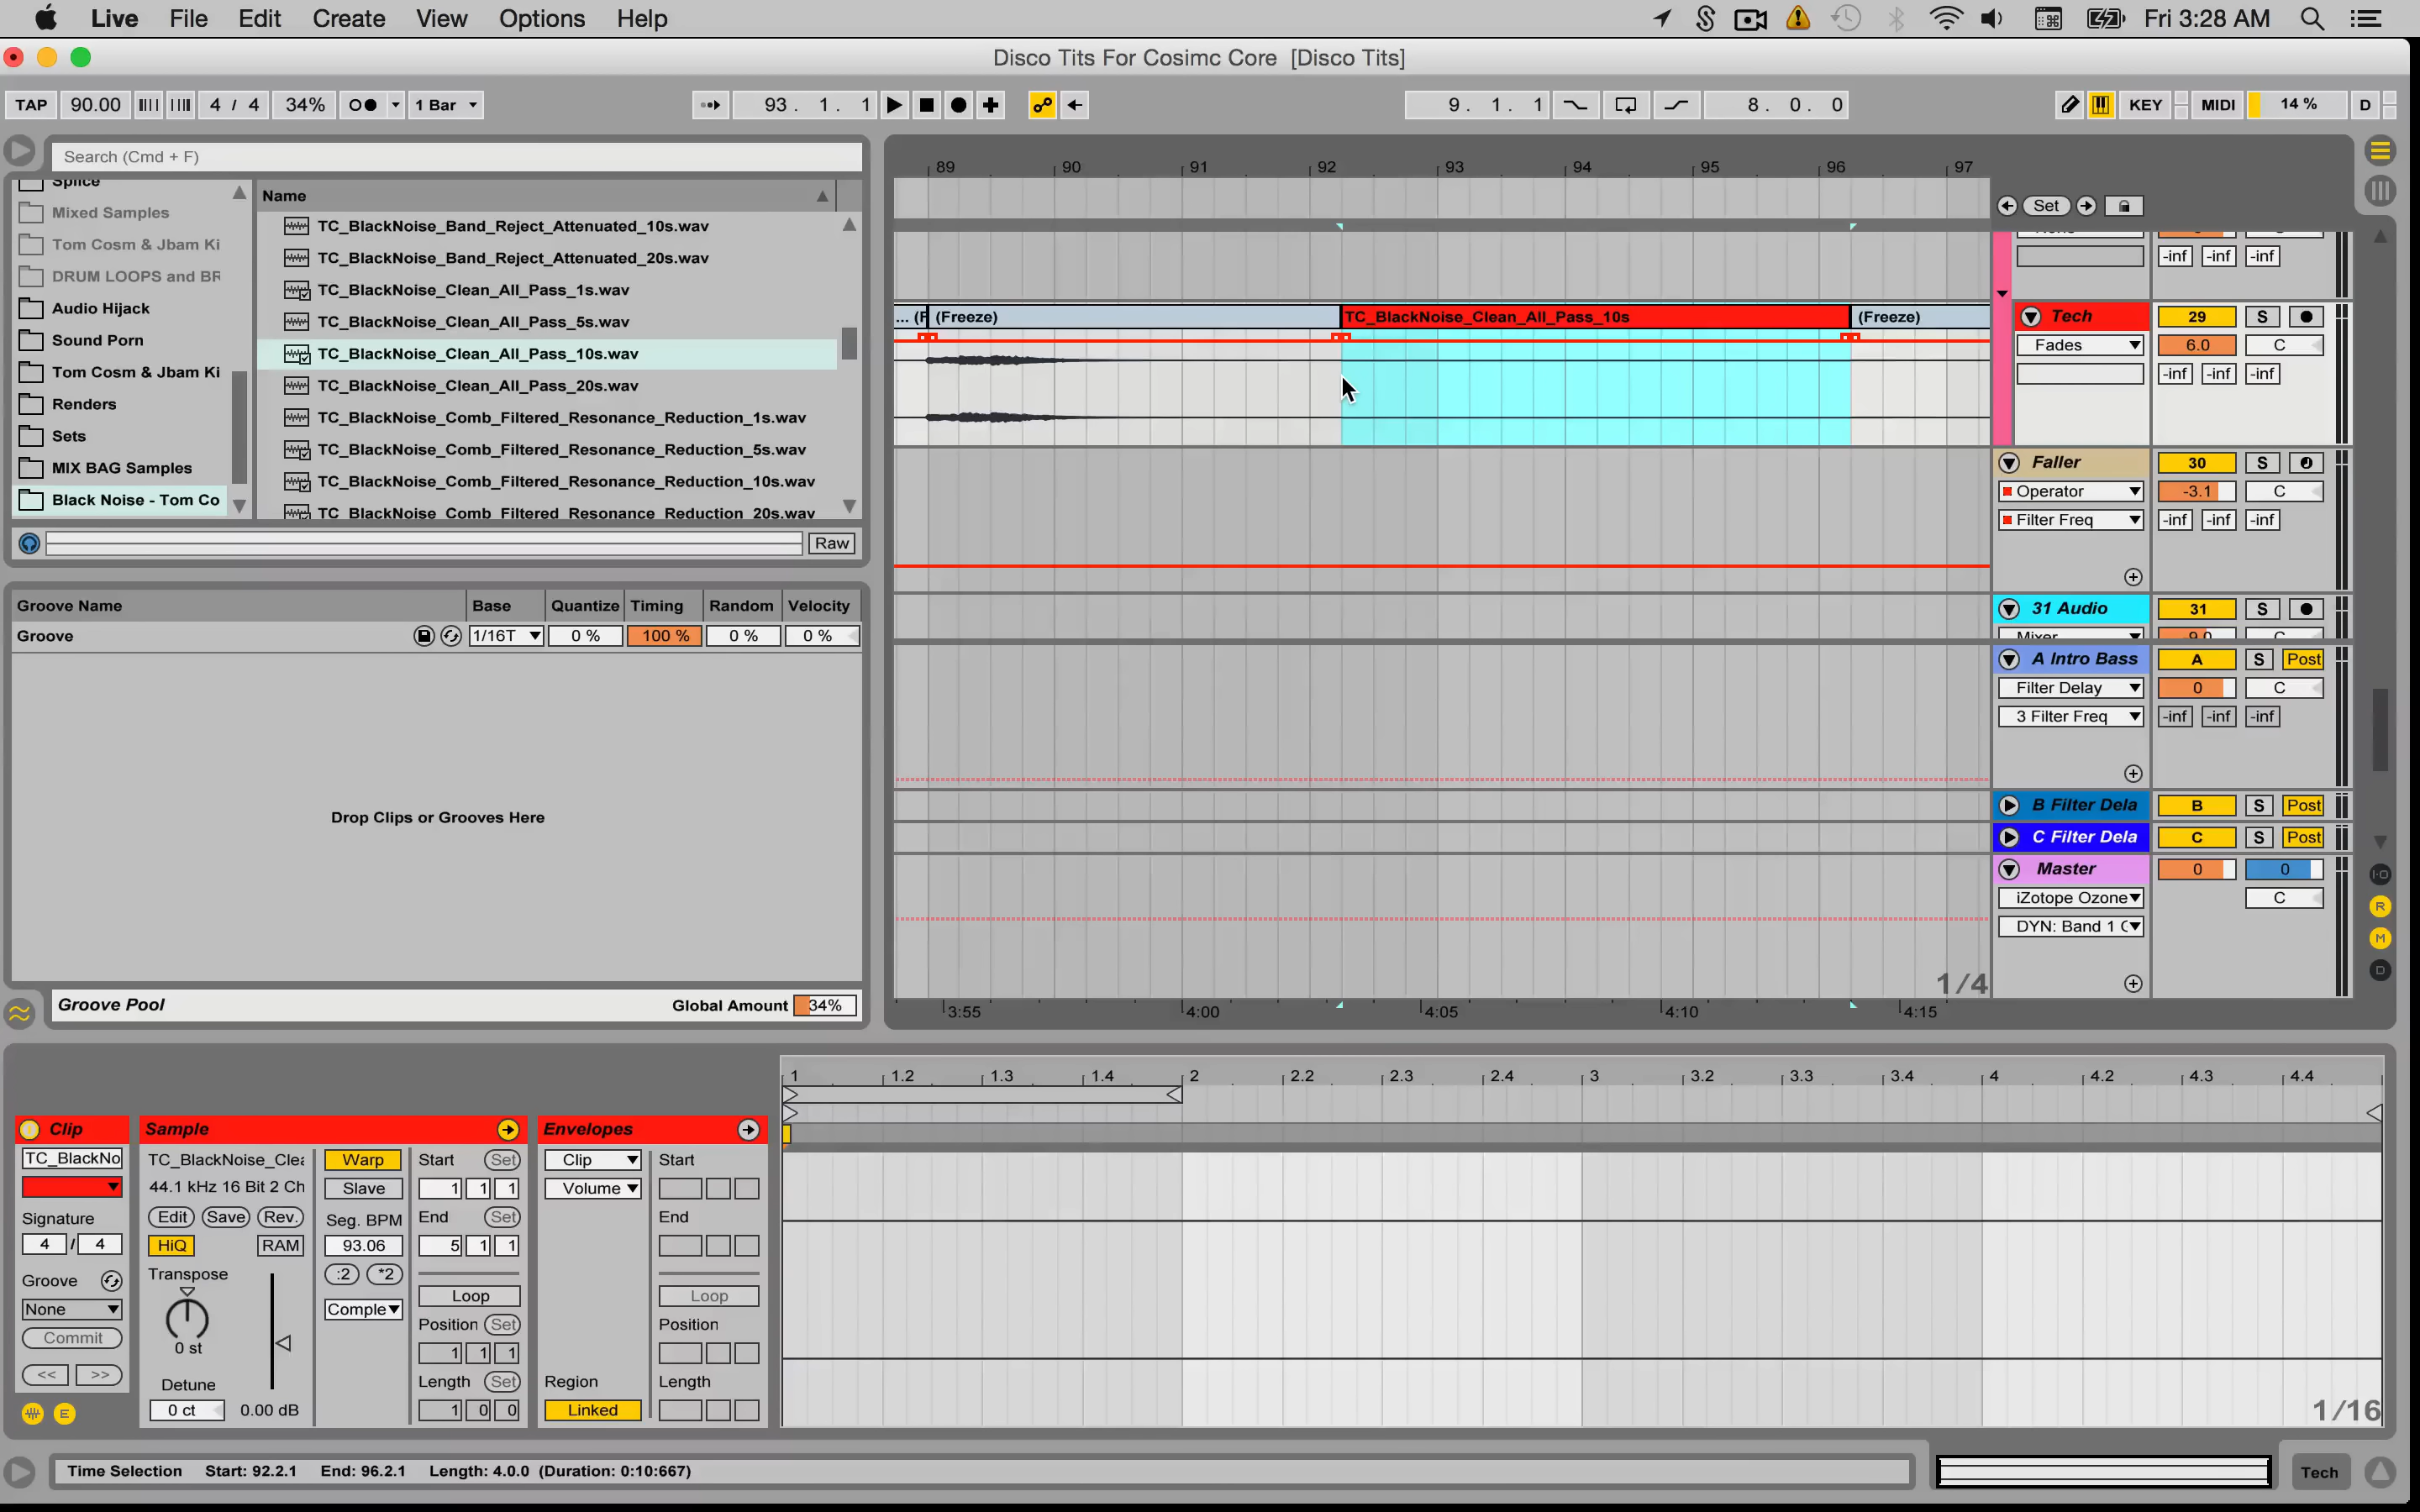 Live File Edit Create View Options Help Fri 3:28 AM
Disco Tits For Cosimc Core [Disco Tits]
TAP 90.00 4 / 4 34% 1 Bar 93. 1. 1 9. 1. 1 8. 0. 0 KEY MIDI 14 % D
Search (Cmd + F)
Splice
Mixed Samples
Tom Cosm & Jbam Ki
DRUM LOOPS and BR
Audio Hijack
Sound Porn
Tom Cosm & Jbam Ki
Renders
Sets
MIX BAG Samples
Black Noise - Tom Co
Name
TC_BlackNoise_Band_Reject_Attenuated_10s.wav
TC_BlackNoise_Band_Reject_Attenuated_20s.wav
TC_BlackNoise_Clean_All_Pass_1s.wav
TC_BlackNoise_Clean_All_Pass_5s.wav
TC_BlackNoise_Clean_All_Pass_10s.wav
TC_BlackNoise_Clean_All_Pass_20s.wav
TC_BlackNoise_Comb_Filtered_Resonance_Reduction_1s.wav
TC_BlackNoise_Comb_Filtered_Resonance_Reduction_5s.wav
TC_BlackNoise_Comb_Filtered_Resonance_Reduction_10s.wav
TC_BlackNoise_Comb_Filtered_Resonance_Reduction_20s.wav
Raw
Groove Name Base Quantize Timing Random Velocity
Groove 1/16T 0 % 100 % 0 % 0 %
Drop Clips or Grooves Here
Groove Pool Global Amount 34%
89 90 91 92 93 94 95 96 97
... (F (Freeze) TC_BlackNoise_Clean_All_Pass_10s (Freeze)
1/4
3:55 4:00 4:05 4:10 4:15
Set
-inf -inf -inf
Tech 29 S
Fades 6.0 C
-inf -inf -inf
Faller 30 S
Operator -3.1 C
Filter Freq -inf -inf -inf
31 Audio 31 S
Mixer -9.0 C
A Intro Bass A S Post
Filter Delay 0 C
3 Filter Freq -inf -inf -inf
B Filter Dela B S Post
C Filter Dela C S Post
Master 0 0
iZotope Ozone C
DYN: Band 1 G
I·O
R
M
D
Clip
TC_BlackNo
Signature
4 / 4
Groove
None
Commit
<< >>
E
Sample
TC_BlackNoise_Clea
44.1 kHz 16 Bit 2 Ch
Edit Save Rev.
HiQ RAM
Transpose
0 st
Detune
0 ct 0.00 dB
Warp
Slave
Seg. BPM
93.06
:2 *2
Comple
Start Set
1 1 1
End Set
5 1 1
Loop
Position Set
1 1 1
Length Set
1 0 0
Envelopes
Clip
Volume
Region
Linked
Start
End
Loop
Position
Length
1 1.2 1.3 1.4 2 2.2 2.3 2.4 3 3.2 3.3 3.4 4 4.2 4.3 4.4
1/16
Time Selection Start: 92.2.1 End: 96.2.1 Length: 4.0.0 (Duration: 0:10:667)
Tech